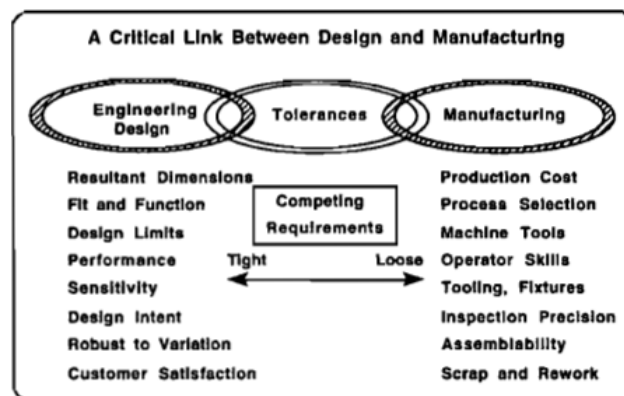 A Critical Link Between Design and Manufacturing
Engineering
Design
Tolerances
Manufacturing
Resultant Dimensions
Fit and Function
Design Limits
Performance
Sensitivity
Design Intent
Robust to Variation
Customer Satisfaction
Competing
Requirements
Tight
Loose
Production Cost
Process Selection
Machine Tools
Operator Skills
Tooling, Fixtures
Inspection Precision
Assemblability
Scrap and Rework